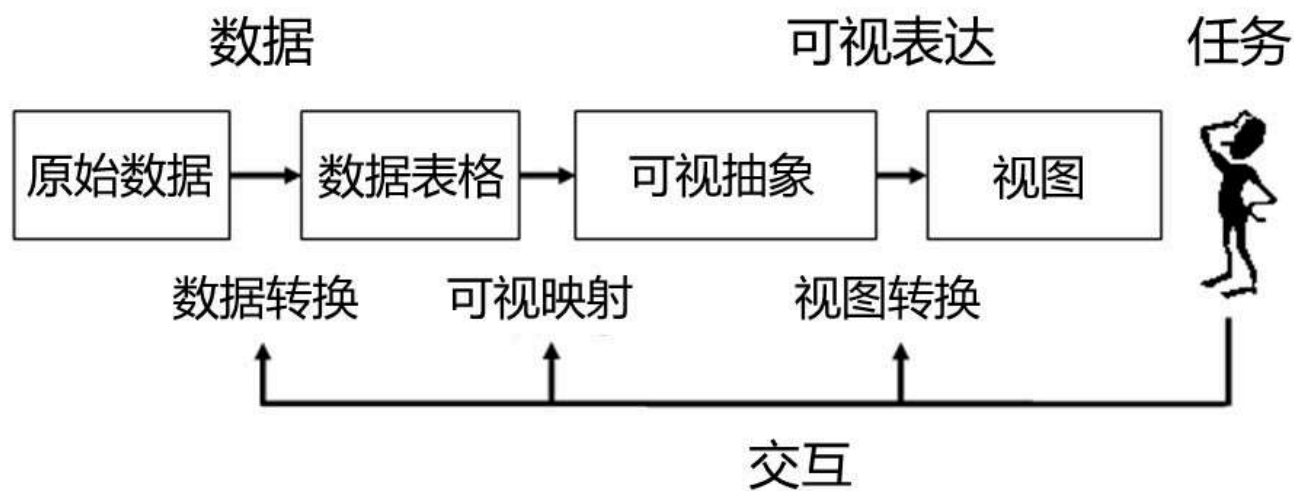 数据 可视表达 任务
原始数据 数据表格 可视抽象 视图
数据转换 可视映射 视图转换
交互